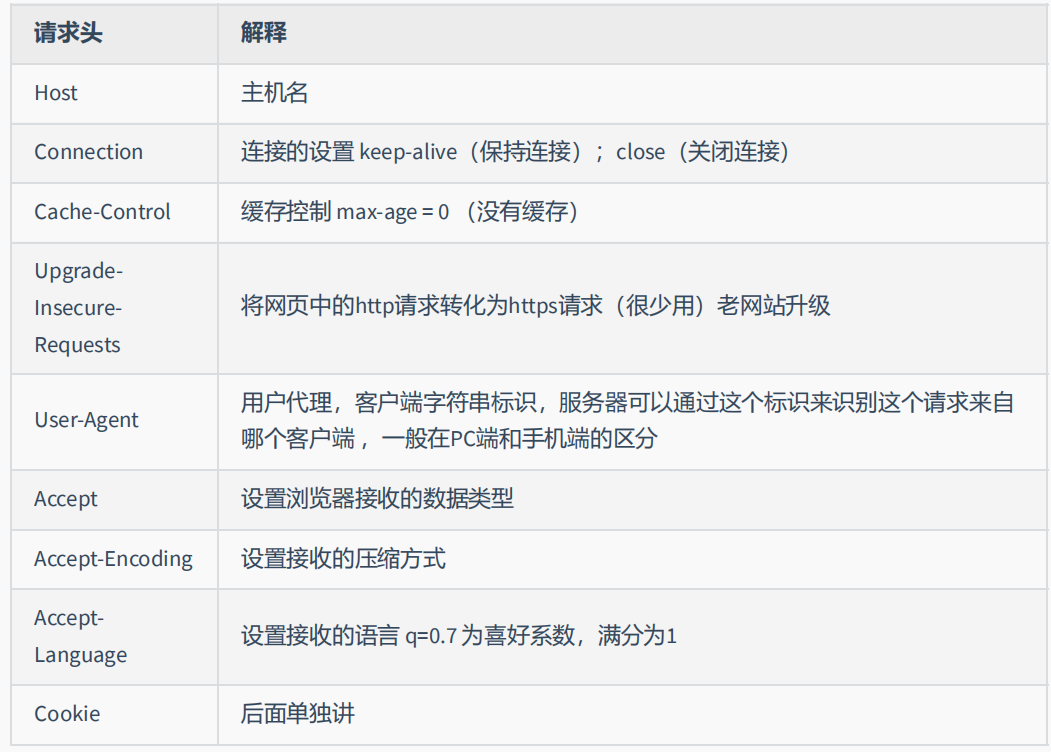 请求头 解释
Host 主机名
Connection 连接的设置 keep-alive（保持连接）；close（关闭连接）
Cache-Control 缓存控制 max-age = 0 （没有缓存）
Upgrade-
Insecure-
Requests
将网页中的http请求转化为https请求（很少用）老网站升级
User-Agent
用户代理，客户端字符串标识，服务器可以通过这个标识来识别这个请求来自
哪个客户端 ，一般在PC端和手机端的区分
Accept 设置浏览器接收的数据类型
Accept-Encoding 设置接收的压缩方式
Accept-
Language
设置接收的语言 q=0.7 为喜好系数，满分为1
Cookie 后面单独讲